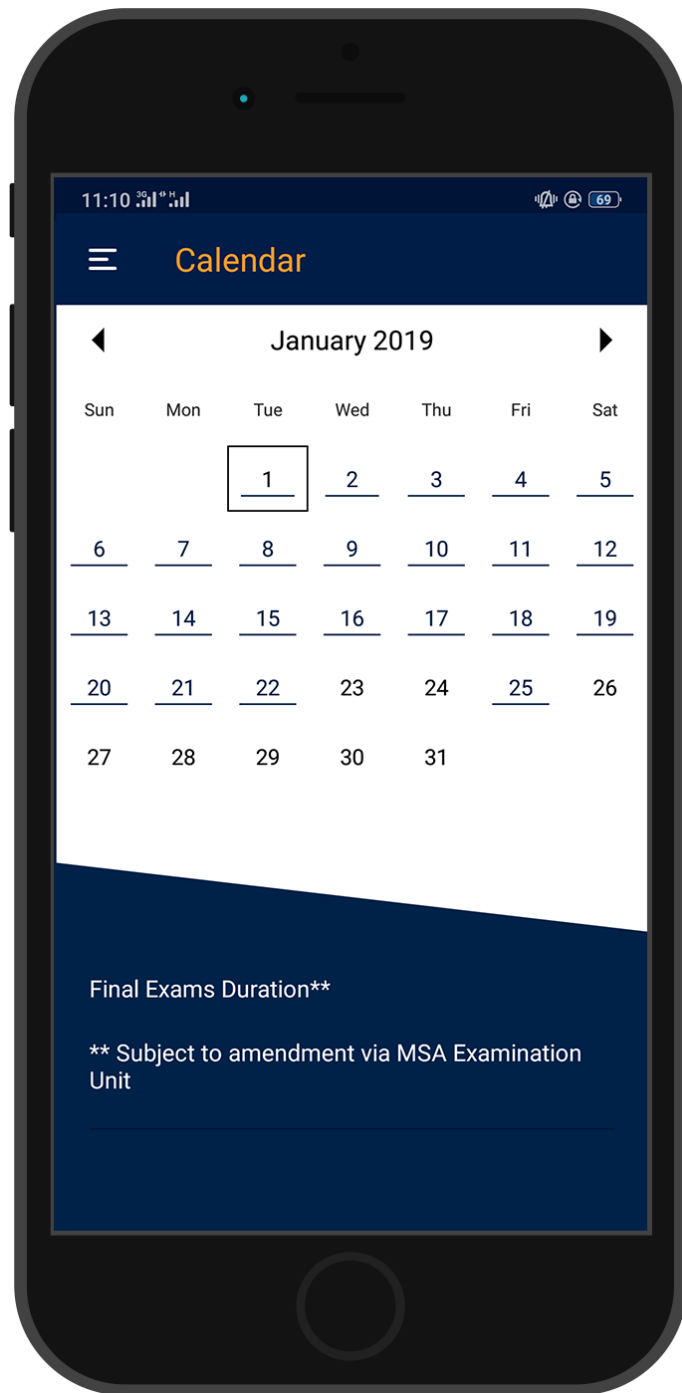 11:10 3G H 69
Calendar
January 2019
Sun Mon Tue Wed Thu Fri Sat
1 2 3 4 5
6 7 8 9 10 11 12
13 14 15 16 17 18 19
20 21 22 23 24 25 26
27 28 29 30 31
Final Exams Duration**
** Subject to amendment via MSA Examination
Unit